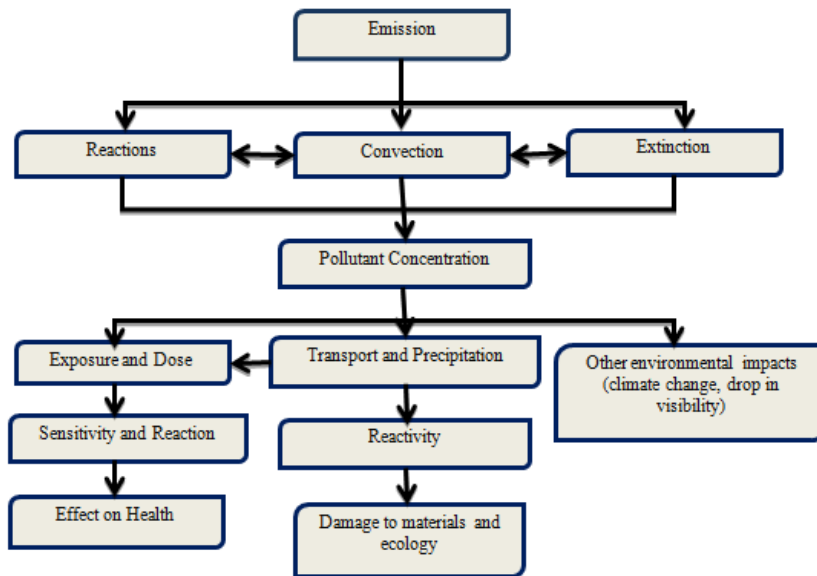 Emission
Reactions
Convection
Extinction
Pollutant Concentration
Exposure and Dose
Transport and Precipitation
Other environmental impacts
(climate change, drop in
visibility)
Sensitivity and Reaction
Reactivity
Effect on Health
Damage to materials and
ecology